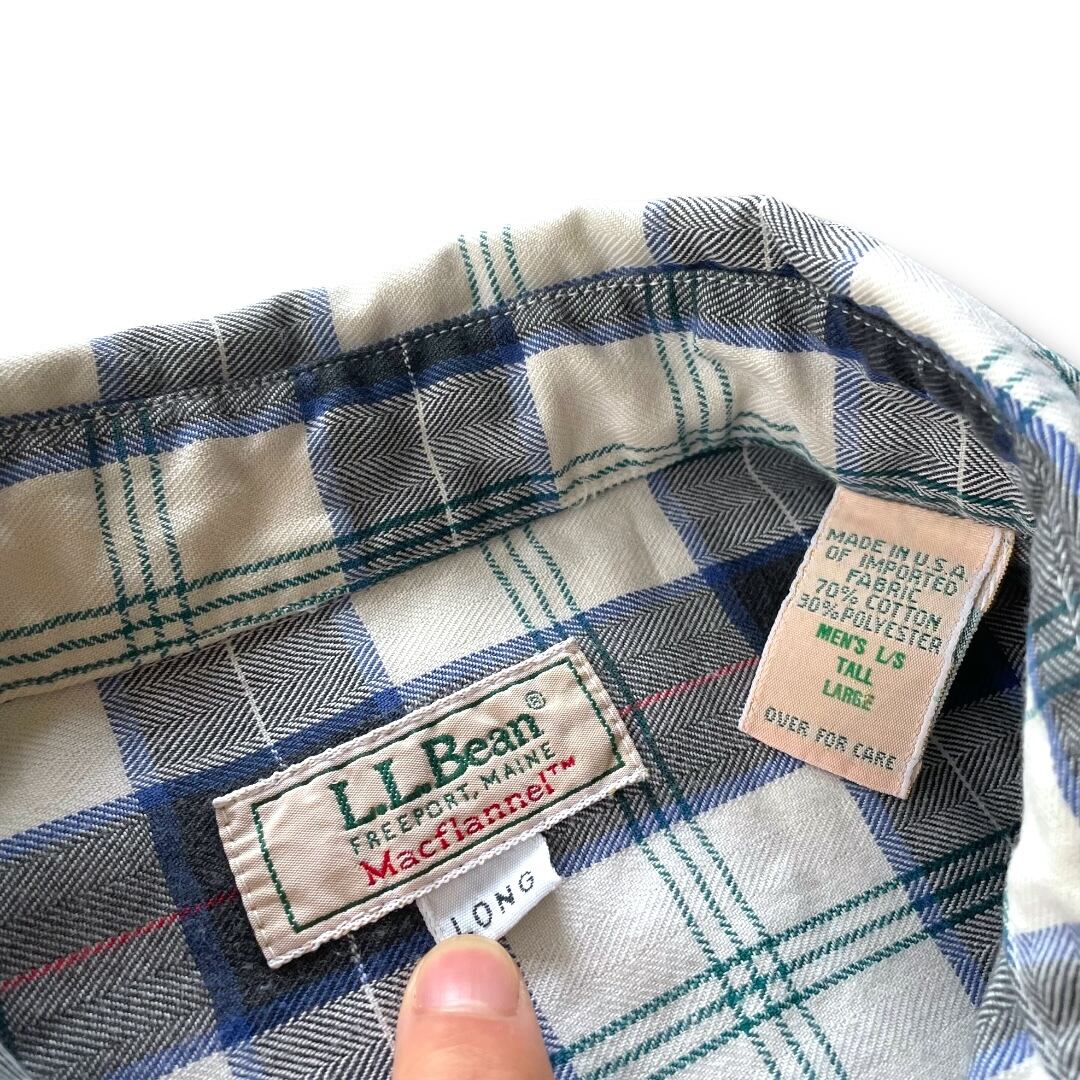 L.L.Bean®
FREEPORT, MAINE
Macflannel™
LONG
MADE IN U.S.A.
OF IMPORTED
FABRIC
70% COTTON
30% POLYESTER
MEN'S L/S
TALL
LARGE
OVER FOR CARE